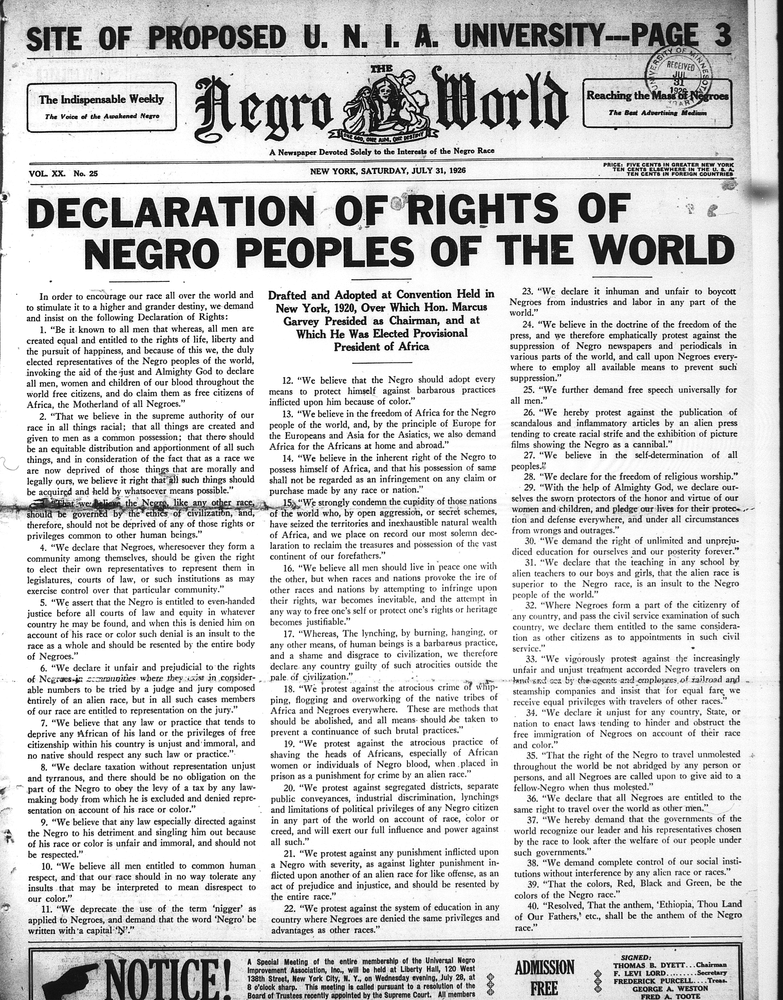 SITE OF PROPOSED U. N. I. A. UNIVERSITY---PAGE 3
The Indispensable Weekly
The Voice of the Awakened Negro
THE
Negro World
ONE GOD, ONE AIM, ONE DESTINY
UNIVERSITY OF MINNESOTA
RECEIVED
JUL
31
1926
Reaching the Mass of Negroes
The Best Advertising Medium
A Newspaper Devoted Solely to the Interests of the Negro Race
VOL. XX. No. 25
NEW YORK, SATURDAY, JULY 31, 1926
PRICE: FIVE CENTS IN GREATER NEW YORK
TEN CENTS ELSEWHERE IN THE U. S. A.
TEN CENTS IN FOREIGN COUNTRIES
DECLARATION OF RIGHTS OF
NEGRO PEOPLES OF THE WORLD
In order to encourage our race all over the world and
to stimulate it to a higher and grander destiny, we demand
and insist on the following Declaration of Rights:
1. “Be it known to all men that whereas, all men are
created equal and entitled to the rights of life, liberty and
the pursuit of happiness, and because of this we, the duly
elected representatives of the Negro peoples of the world,
invoking the aid of the just and Almighty God to declare
all men, women and children of our blood throughout the
world free citizens, and do claim them as free citizens of
Africa, the Motherland of all Negroes.”
2. “That we believe in the supreme authority of our
race in all things racial; that all things are created and
given to men as a common possession; that there should
be an equitable distribution and apportionment of all such
things, and in consideration of the fact that as a race we
are now deprived of those things that are morally and
legally ours, we believe it right that all such things should
be acquired and held by whatsoever means possible.”
3. “That we believe the Negro, like any other race,
should be governed by the ethics of civilization, and,
therefore, should not be deprived of any of those rights or
privileges common to other human beings.”
4. “We declare that Negroes, wheresoever they form a
community among themselves, should be given the right
to elect their own representatives to represent them in
legislatures, courts of law, or such institutions as may
exercise control over that particular community.”
5. “We assert that the Negro is entitled to even-handed
justice before all courts of law and equity in whatever
country he may be found, and when this is denied him on
account of his race or color such denial is an insult to the
race as a whole and should be resented by the entire body
of Negroes.”
6. “We declare it unfair and prejudicial to the rights
of Negroes in communities where they exist in consider-
able numbers to be tried by a judge and jury composed
entirely of an alien race, but in all such cases members
of our race are entitled to representation on the jury.”
7. “We believe that any law or practice that tends to
deprive any African of his land or the privileges of free
citizenship within his country is unjust and immoral, and
no native should respect any such law or practice.”
8. “We declare taxation without representation unjust
and tyrranous, and there should be no obligation on the
part of the Negro to obey the levy of a tax by any law-
making body from which he is excluded and denied repre-
sentation on account of his race or color.”
9. “We believe that any law especially directed against
the Negro to his detriment and singling him out because
of his race or color is unfair and immoral, and should not
be respected.”
10. “We believe all men entitled to common human
respect, and that our race should in no way tolerate any
insults that may be interpreted to mean disrespect to
our color.”
11. “We deprecate the use of the term ‘nigger’ as
applied to Negroes, and demand that the word ‘Negro’ be
written with a capital ‘N’.”
Drafted and Adopted at Convention Held in
New York, 1920, Over Which Hon. Marcus
Garvey Presided as Chairman, and at
Which He Was Elected Provisional
President of Africa
12. “We believe that the Negro should adopt every
means to protect himself against barbarous practices
inflicted upon him because of color.”
13. “We believe in the freedom of Africa for the Negro
people of the world, and, by the principle of Europe for
the Europeans and Asia for the Asiatics, we also demand
Africa for the Africans at home and abroad.”
14. “We believe in the inherent right of the Negro to
possess himself of Africa, and that his possession of same
shall not be regarded as an infringement on any claim or
purchase made by any race or nation.”
15. “We strongly condemn the cupidity of those nations
of the world who, by open aggression, or secret schemes,
have seized the territories and inexhaustible natural wealth
of Africa, and we place on record our most solemn dec-
laration to reclaim the treasures and possession of the vast
continent of our forefathers.”
16. “We believe all men should live in peace one with
the other, but when races and nations provoke the ire of
other races and nations by attempting to infringe upon
their rights, war becomes inevitable, and the attempt in
any way to free one’s self or protect one’s rights or heritage
becomes justifiable.”
17. “Whereas, The lynching, by burning, hanging, or
any other means, of human beings is a barbarous practice,
and a shame and disgrace to civilization, we therefore
declare any country guilty of such atrocities outside the
pale of civilization.”
18. “We protest against the atrocious crime of whip-
ping, flogging and overworking of the native tribes of
Africa and Negroes everywhere. These are methods that
should be abolished, and all means should be taken to
prevent a continuance of such brutal practices.”
19. “We protest against the atrocious practice of
shaving the heads of Africans, especially of African
women or individuals of Negro blood, when placed in
prison as a punishment for crime by an alien race.”
20. “We protest against segregated districts, separate
public conveyances, industrial discrimination, lynchings
and limitations of political privileges of any Negro citizen
in any part of the world on account of race, color or
creed, and will exert our full influence and power against
all such.”
21. “We protest against any punishment inflicted upon
a Negro with severity, as against lighter punishment in-
flicted upon another of an alien race for like offense, as an
act of prejudice and injustice, and should be resented by
the entire race.”
22. “We protest against the system of education in any
country where Negroes are denied the same privileges and
advantages as other races.”
23. “We declare it inhuman and unfair to boycott
Negroes from industries and labor in any part of the
world.”
24. “We believe in the doctrine of the freedom of the
press, and we therefore emphatically protest against the
suppression of Negro newspapers and periodicals in
various parts of the world, and call upon Negroes every-
where to employ all available means to prevent such
suppression.”
25. “We further demand free speech universally for
all men.”
26. “We hereby protest against the publication of
scandalous and inflammatory articles by an alien press
tending to create racial strife and the exhibition of picture
films showing the Negro as a cannibal.”
27. “We believe in the self-determination of all
peoples.”
28. “We declare for the freedom of religious worship.”
29. “With the help of Almighty God, we declare our-
selves the sworn protectors of the honor and virtue of our
women and children, and pledge our lives for their protec-
tion and defense everywhere, and under all circumstances
from wrongs and outrages.”
30. “We demand the right of unlimited and unpreju-
diced education for ourselves and our posterity forever.”
31. “We declare that the teaching in any school by
alien teachers to our boys and girls, that the alien race is
superior to the Negro race, is an insult to the Negro
people of the world.”
32. “Where Negroes form a part of the citizenry of
any country, and pass the civil service examination of such
country, we declare them entitled to the same considera-
tion as other citizens as to appointments in such civil
service.”
33. “We vigorously protest against the increasingly
unfair and unjust treatment accorded Negro travelers on
land and sea by the agents and employees of railroad and
steamship companies and insist that for equal fare we
receive equal privileges with travelers of other races.”
34. “We declare it unjust for any country, State, or
nation to enact laws tending to hinder and obstruct the
free immigration of Negroes on account of their race
and color.”
35. “That the right of the Negro to travel unmolested
throughout the world be not abridged by any person or
persons, and all Negroes are called upon to give aid to a
fellow-Negro when thus molested.”
36. “We declare that all Negroes are entitled to the
same right to travel over the world as other men.”
37. “We hereby demand that the governments of the
world recognize our leader and his representatives chosen
by the race to look after the welfare of our people under
such governments.”
38. “We demand complete control of our social insti-
tutions without interference by any alien race or races.”
39. “That the colors, Red, Black and Green, be the
colors of the Negro race.”
40. “Resolved, That the anthem, ‘Ethiopia, Thou Land
of Our Fathers,’ etc., shall be the anthem of the Negro
race.”
NOTICE!
A Special Meeting of the entire membership of the Universal Negro
Improvement Association, Inc., will be held at Liberty Hall, 120 West
138th Street, New York City, N. Y., on Wednesday evening, July 28, at
8 o’clock sharp. This meeting is called pursuant to a resolution of the
Board of Trustees recently appointed by the Supreme Court. All members
ADMISSION
FREE
SIGNED:
THOMAS B. DYETT...Chairman
F. LEVI LORD.........Secretary
FREDERICK PURCELL....Treas.
GEORGE A. WESTON
FRED A. TOOTE